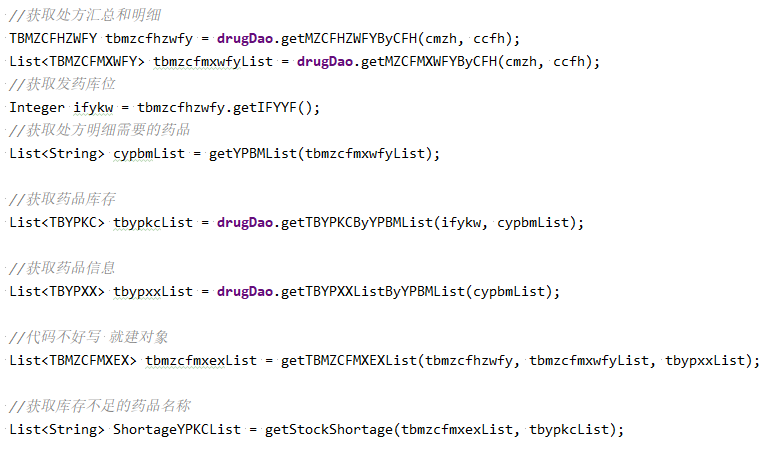 //获取处方汇总和明细
TBMZCFHZWFY tbmzcfhzwfy = drugDao.getMZCFHZWFYByCFH(cmzh, ccfh);
List<TBMZCFMXWFY> tbmzcfmxwfyList = drugDao.getMZCFMXWFYByCFH(cmzh, ccfh);
//获取发药库位
Integer ifykw = tbmzcfhzwfy.getIFYYF();
//获取处方明细需要的药品
List<String> cypbmList = getYPBMList(tbmzcfmxwfyList);
//获取药品库存
List<TBYPKC> tbypkcList = drugDao.getTBYPKCByYPBMList(ifykw, cypbmList);
//获取药品信息
List<TBYPXX> tbypxxList = drugDao.getTBYPXXListByYPBMList(cypbmList);
//代码不好写 就建对象
List<TBMZCFMXEX> tbmzcfmxexList = getTBMZCFMXEXList(tbmzcfhzwfy, tbmzcfmxwfyList, tbypxxList);
//获取库存不足的药品名称
List<String> ShortageYPKCList = getStockShortage(tbmzcfmxexList, tbypkcList);